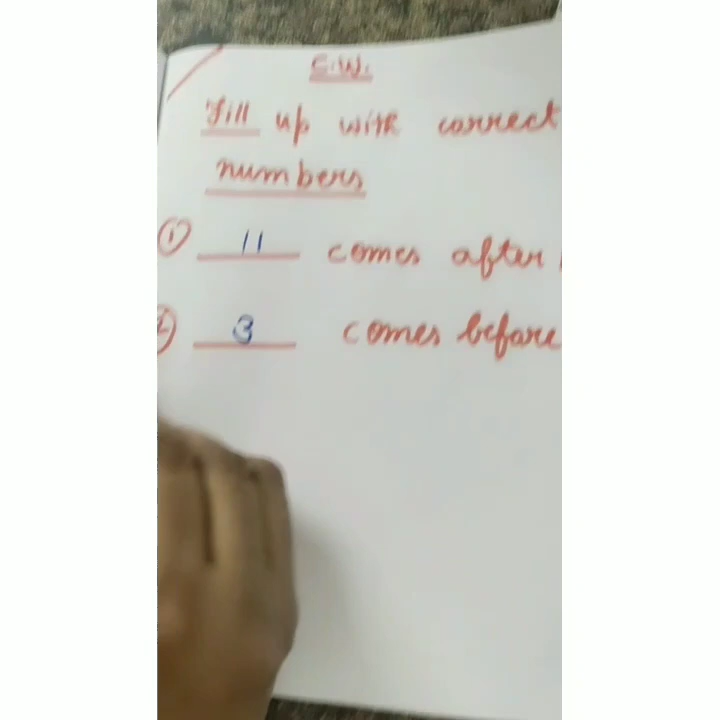 C.W.
Fill up with correct
numbers
① 11 comes after
② 3 comes before